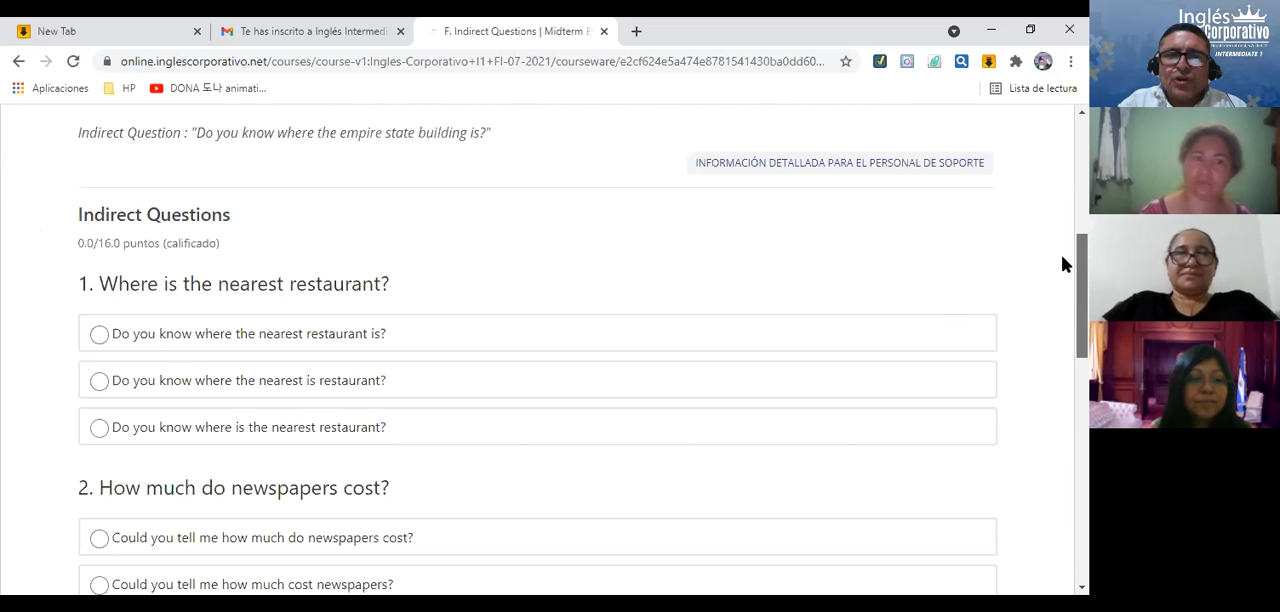 New Tab
Te has inscrito a Inglés Intermedi
F. Indirect Questions | Midterm E
online.inglescorporativo.net/courses/course-v1:Ingles-Corporativo+I1+FI-07-2021/courseware/e2cf624e5a474e8781541430ba0dd60...
Aplicaciones
HP
DONA 도나 animati...
Lista de lectura
Indirect Question : "Do you know where the empire state building is?"
INFORMACIÓN DETALLADA PARA EL PERSONAL DE SOPORTE
Indirect Questions
0.0/16.0 puntos (calificado)
1. Where is the nearest restaurant?
Do you know where the nearest restaurant is?
Do you know where the nearest is restaurant?
Do you know where is the nearest restaurant?
2. How much do newspapers cost?
Could you tell me how much do newspapers cost?
Could you tell me how much cost newspapers?
Inglés
Corporativo
INTERMEDIATE 1